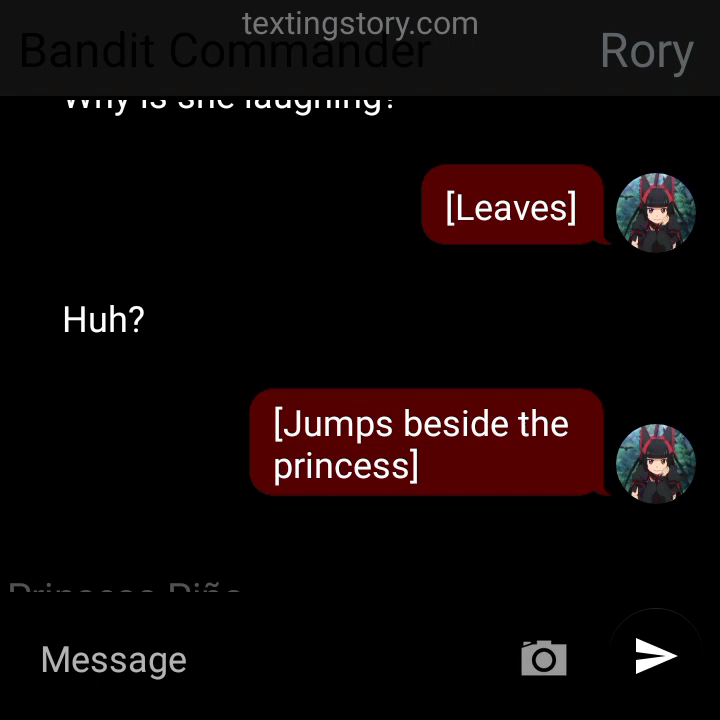 textingstory.com
Bandit Commander
Rory
Why is she laughing?
[Leaves]
Huh?
[Jumps beside the
princess]
Princess Piña
Message